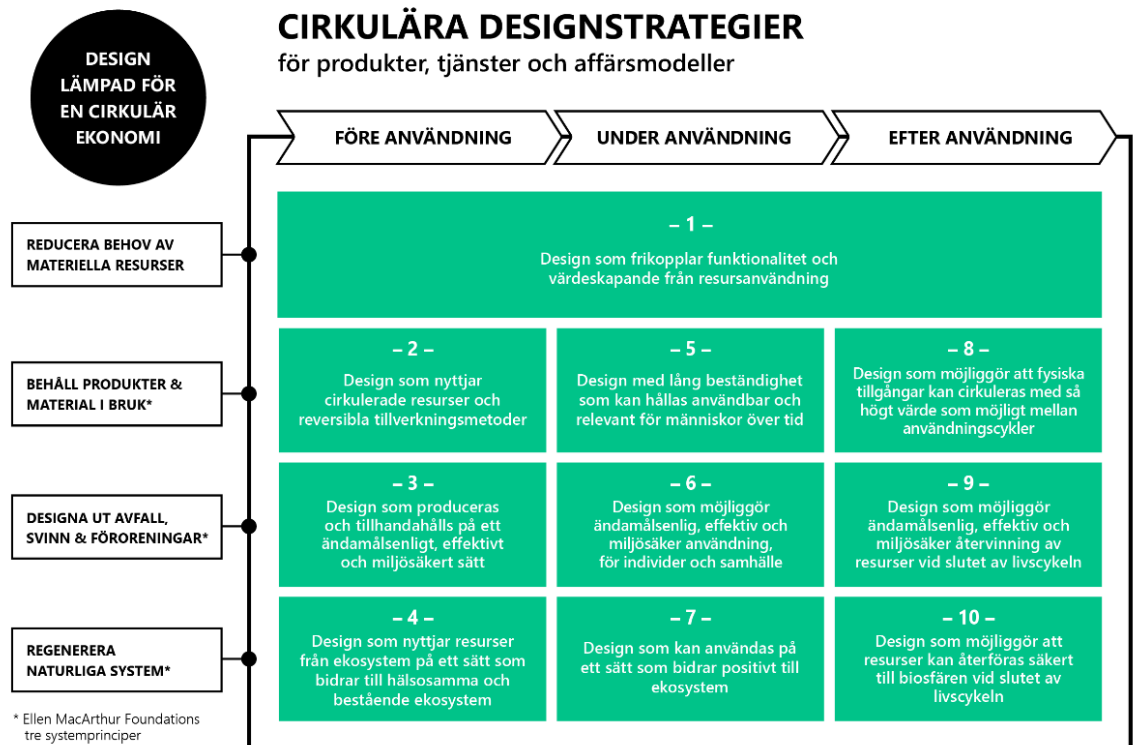 DESIGN
LÄMPAD FÖR
EN CIRKULÄR
EKONOMI
CIRKULÄRA DESIGNSTRATEGIER
för produkter, tjänster och affärsmodeller
FÖRE ANVÄNDNING
UNDER ANVÄNDNING
EFTER ANVÄNDNING
REDUCERA BEHOV AV
MATERIELLA RESURSER
– 1 –
Design som frikopplar funktionalitet och
värdeskapande från resursanvändning
BEHÅLL PRODUKTER &
MATERIAL I BRUK*
– 2 –
Design som nyttjar
cirkulerade resurser och
reversibla tillverkningsmetoder
– 5 –
Design med lång beständighet
som kan hållas användbar och
relevant för människor över tid
– 8 –
Design som möjliggör att fysiska
tillgångar kan cirkuleras med så
högt värde som möjligt mellan
användningscykler
DESIGNA UT AVFALL,
SVINN & FÖRORENINGAR*
– 3 –
Design som produceras
och tillhandahålls på ett
ändamålsenligt, effektivt
och miljösäkert sätt
– 6 –
Design som möjliggör
ändamålsenlig, effektiv och
miljösäker användning,
för individer och samhälle
– 9 –
Design som möjliggör
ändamålsenlig, effektiv och
miljösäker återvinning av
resurser vid slutet av livscykeln
REGENERERA
NATURLIGA SYSTEM*
– 4 –
Design som nyttjar resurser
från ekosystem på ett sätt som
bidrar till hälsosamma och
bestående ekosystem
– 7 –
Design som kan användas på
ett sätt som bidrar positivt till
ekosystem
– 10 –
Design som möjliggör att
resurser kan återföras säkert
till biosfären vid slutet av
livscykeln
* Ellen MacArthur Foundations
tre systemprinciper